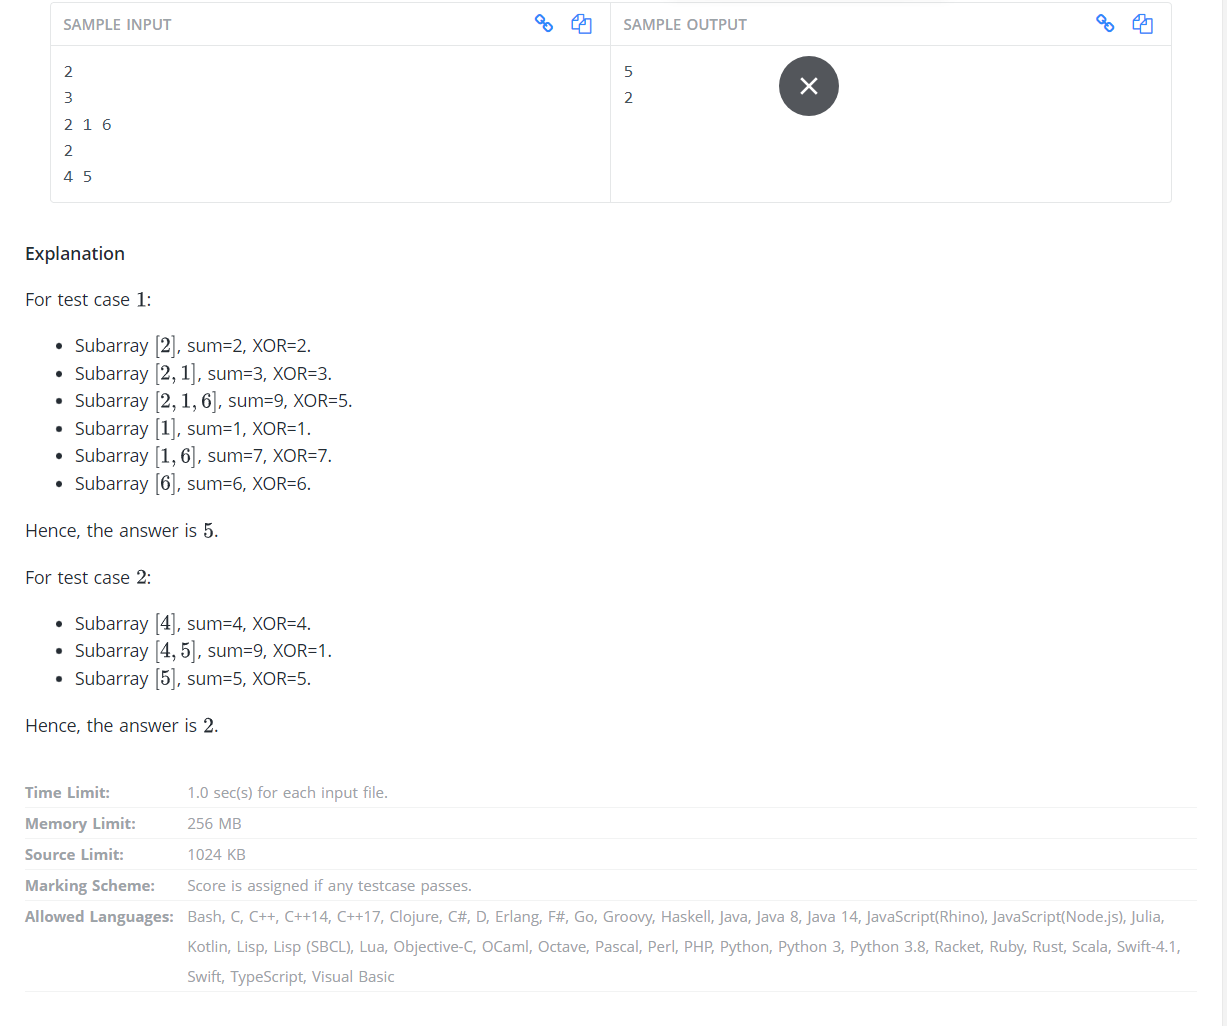 SAMPLE INPUT
SAMPLE OUTPUT
2
3
2 1 6
2
4 5
5
2
Explanation
For test case 1:
• Subarray [2], sum=2, XOR=2.
• Subarray [2, 1], sum=3, XOR=3.
• Subarray [2, 1, 6], sum=9, XOR=5.
• Subarray [1], sum=1, XOR=1.
• Subarray [1, 6], sum=7, XOR=7.
• Subarray [6], sum=6, XOR=6.
Hence, the answer is 5.
For test case 2:
• Subarray [4], sum=4, XOR=4.
• Subarray [4, 5], sum=9, XOR=1.
• Subarray [5], sum=5, XOR=5.
Hence, the answer is 2.
Time Limit: 1.0 sec(s) for each input file.
Memory Limit: 256 MB
Source Limit: 1024 KB
Marking Scheme: Score is assigned if any testcase passes.
Allowed Languages: Bash, C, C++, C++14, C++17, Clojure, C#, D, Erlang, F#, Go, Groovy, Haskell, Java, Java 8, Java 14, JavaScript(Rhino), JavaScript(Node.js), Julia,
Kotlin, Lisp, Lisp (SBCL), Lua, Objective-C, OCaml, Octave, Pascal, Perl, PHP, Python, Python 3, Python 3.8, Racket, Ruby, Rust, Scala, Swift-4.1,
Swift, TypeScript, Visual Basic